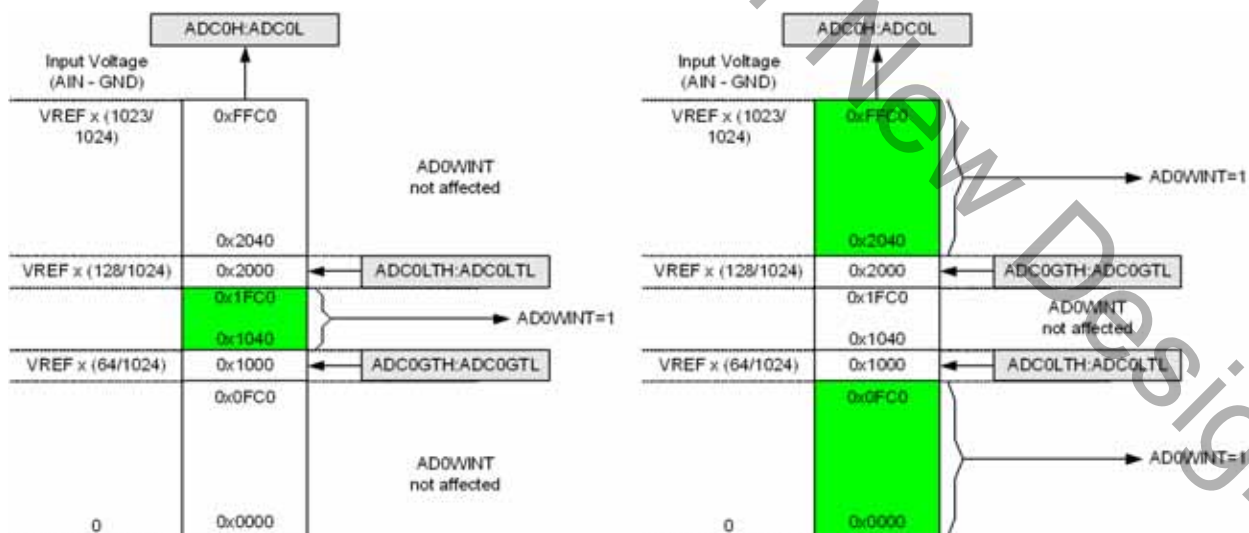 ADC0H:ADC0L
Input Voltage
(AIN - GND)
VREF x (1023/
1024)
0xFFC0
AD0WINT
not affected
0x2040
VREF x (128/1024)
0x2000
ADC0LTH:ADC0LTL
0x1FC0
AD0WINT=1
0x1040
VREF x (64/1024)
0x1000
ADC0GTH:ADC0GTL
0x0FC0
AD0WINT
not affected
0
0x0000
ADC0H:ADC0L
Input Voltage
(AIN - GND)
VREF x (1023/
1024)
0xFFC0
AD0WINT=1
0x2040
VREF x (128/1024)
0x2000
ADC0GTH:ADC0GTL
0x1FC0
AD0WINT
not affected
0x1040
VREF x (64/1024)
0x1000
ADC0LTH:ADC0LTL
0x0FC0
AD0WINT=1
0
0x0000
New